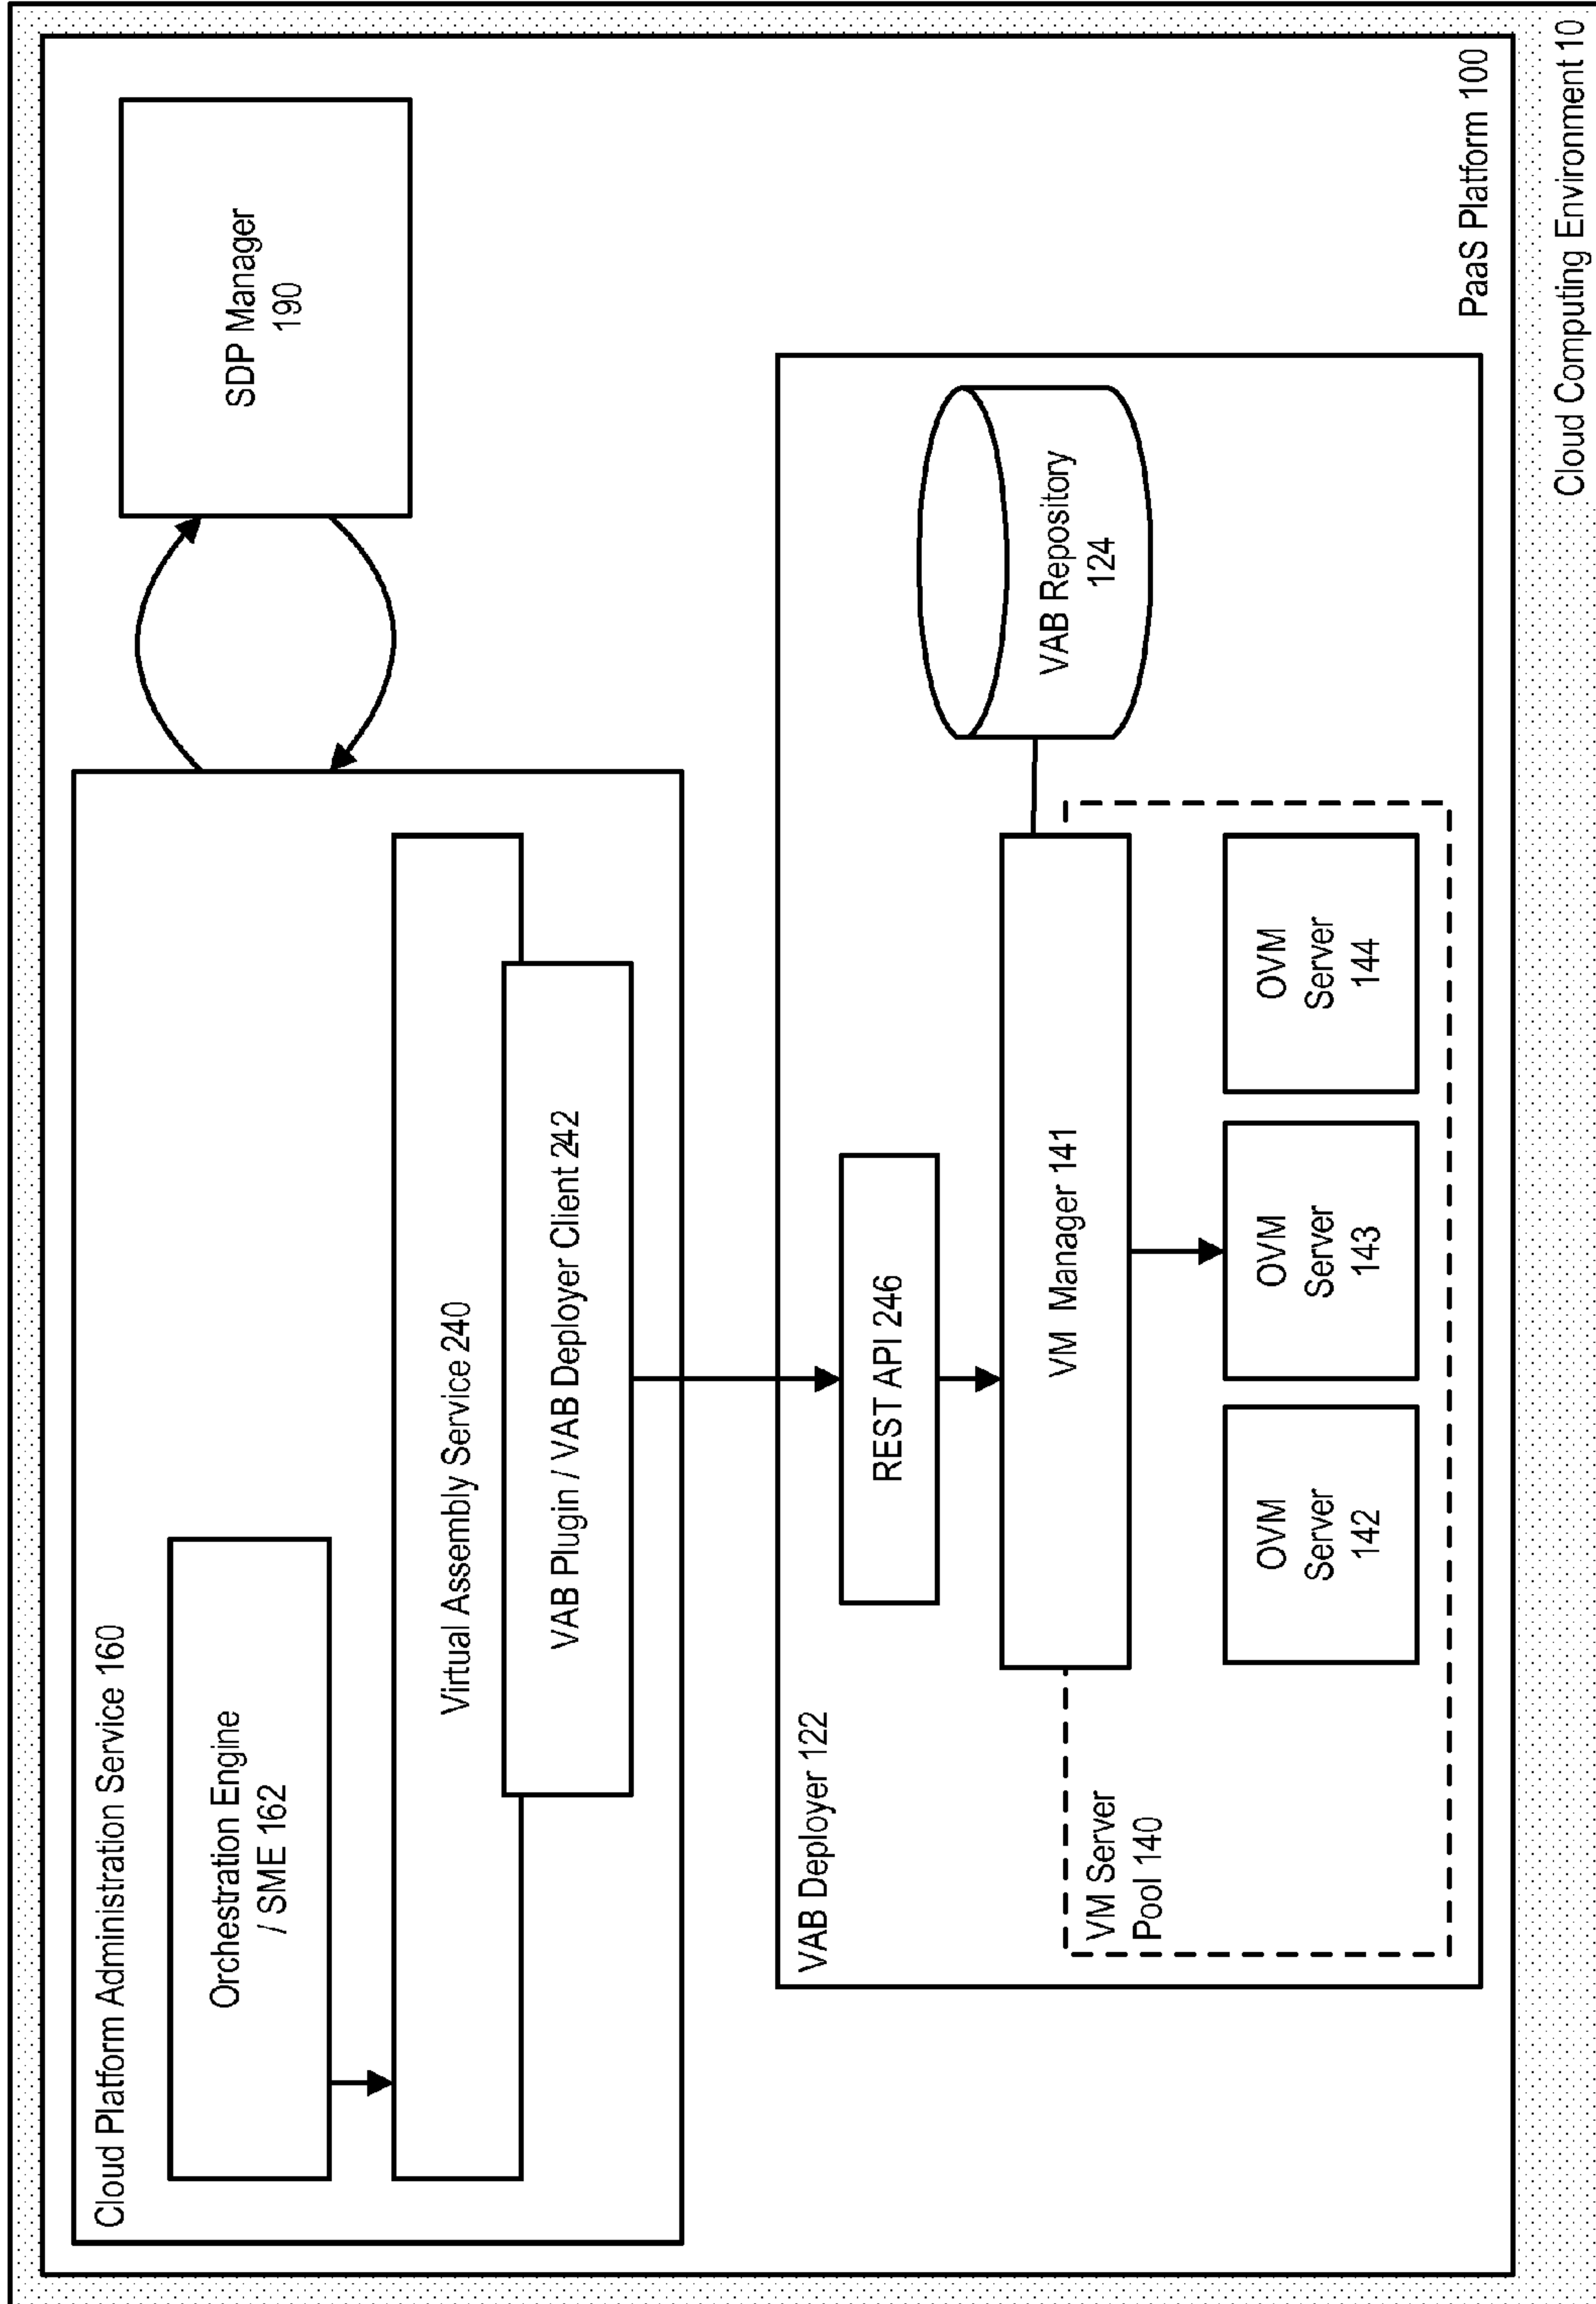 Cloud Platform Administration Service 160
Orchestration Engine
/ SME 162
Virtual Assembly Service 240
VAB Plugin / VAB Deployer Client 242
SDP Manager
190
VAB Deployer 122
REST API 246
VM Manager 141
VAB Repository
124
VM Server
Pool 140
OVM
Server
142
OVM
Server
143
OVM
Server
144
PaaS Platform 100
Cloud Computing Environment 10